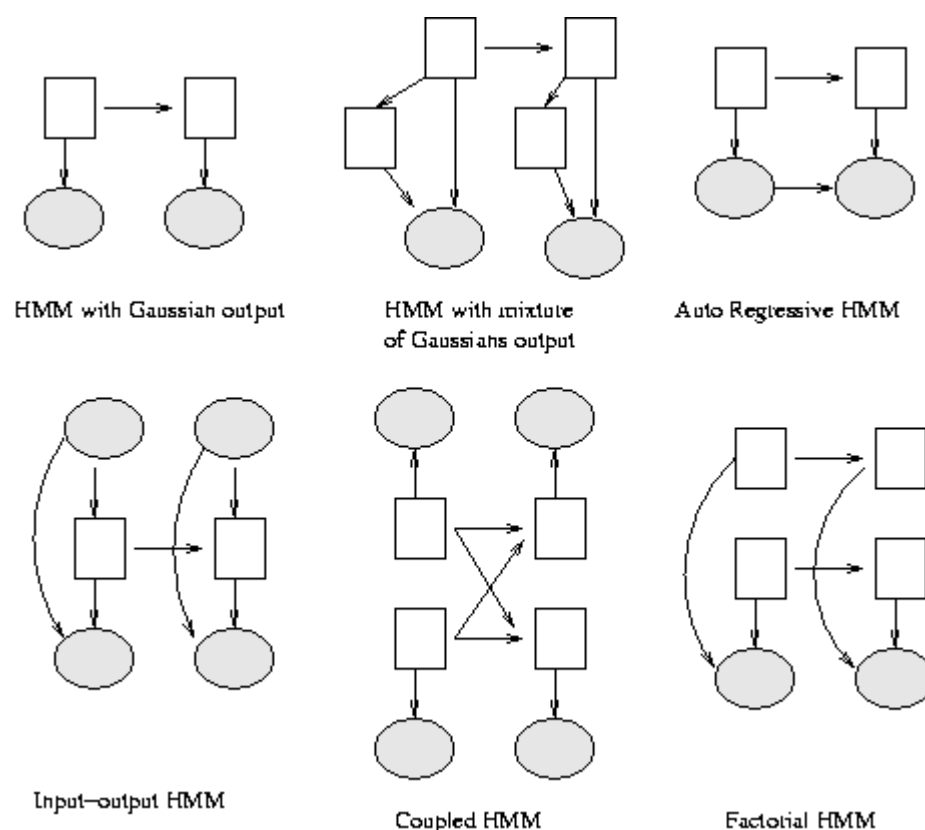 HMM with Gaussian output
HMM with mixture
of Gaussians output
Auto Regressive HMM
Input-output HMM
Coupled HMM
Factorial HMM